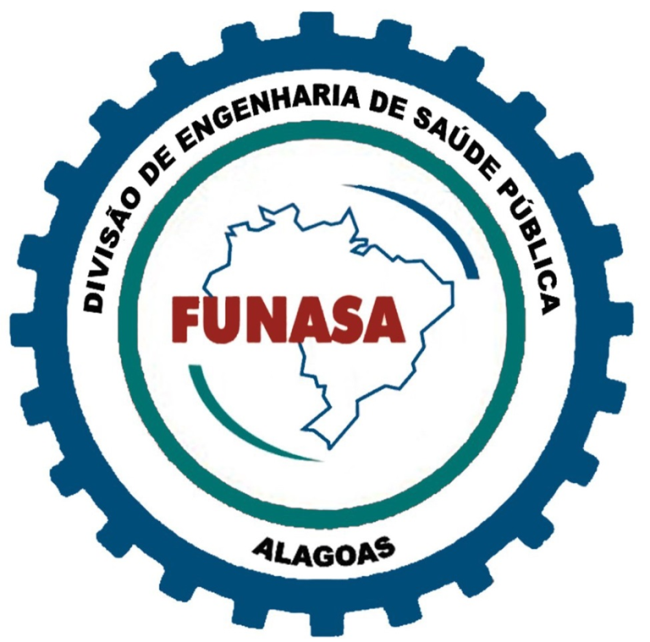 DIVISÃO DE ENGENHARIA DE SAÚDE PÚBLICA
FUNASA
ALAGOAS